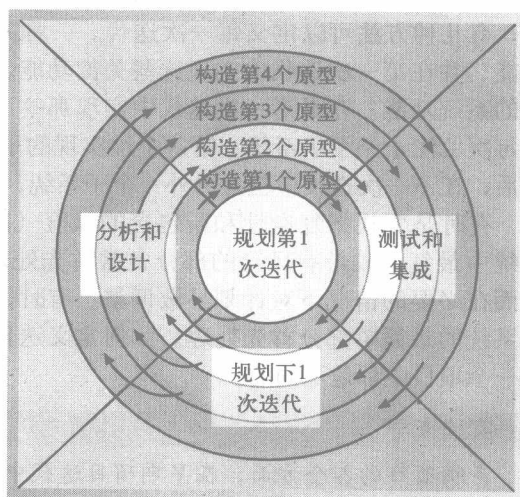 构造第4个原型
构造第3个原型
构造第2个原型
构造第1个原型
分析和
设计
规划第1
次迭代
测试和
集成
规划下1
次迭代